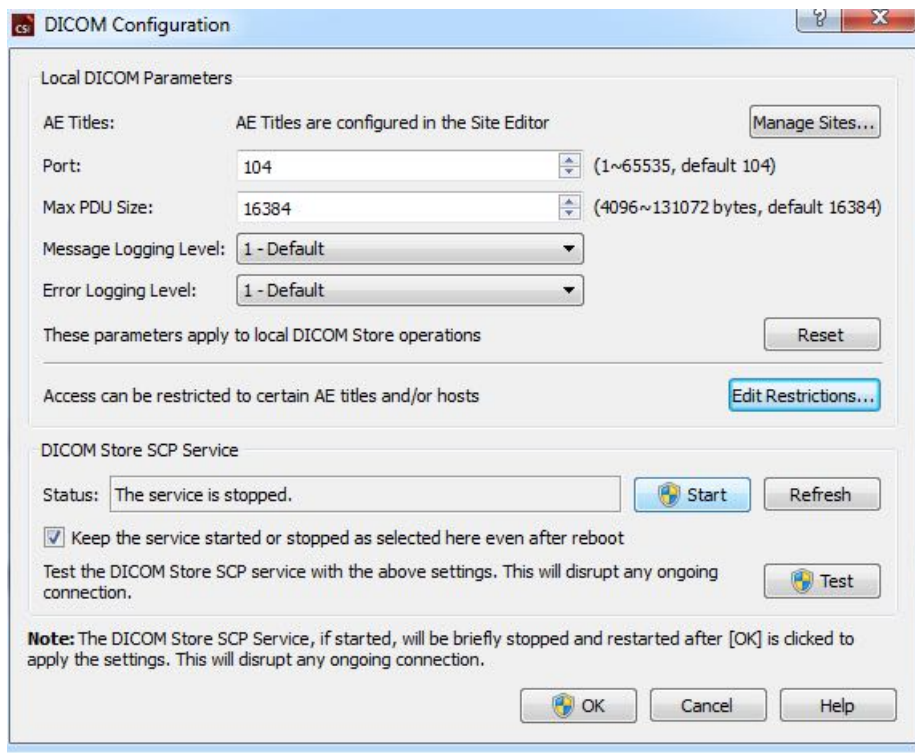 CSI DICOM Configuration
Local DICOM Parameters
AE Titles: AE Titles are configured in the Site Editor Manage Sites...
Port: 104 (1~65535, default 104)
Max PDU Size: 16384 (4096~131072 bytes, default 16384)
Message Logging Level: 1 - Default
Error Logging Level: 1 - Default
These parameters apply to local DICOM Store operations Reset
Access can be restricted to certain AE titles and/or hosts Edit Restrictions...
DICOM Store SCP Service
Status: The service is stopped. Start Refresh
Keep the service started or stopped as selected here even after reboot
Test the DICOM Store SCP service with the above settings. This will disrupt any ongoing
connection. Test
Note: The DICOM Store SCP Service, if started, will be briefly stopped and restarted after [OK] is clicked to
apply the settings. This will disrupt any ongoing connection.
OK Cancel Help